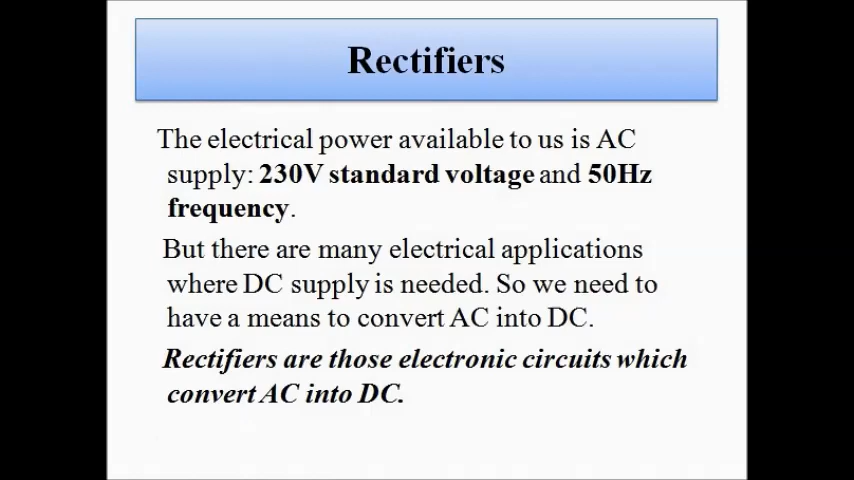 Rectifiers
The electrical power available to us is AC
supply: 230V standard voltage and 50Hz
frequency.
But there are many electrical applications
where DC supply is needed. So we need to
have a means to convert AC into DC.
Rectifiers are those electronic circuits which
convert AC into DC.